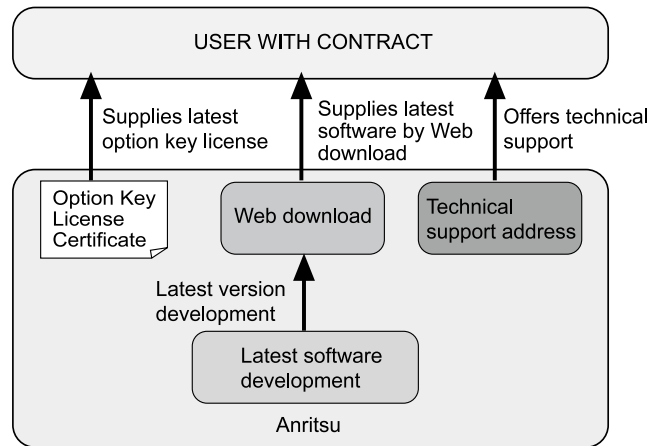 USER WITH CONTRACT
Supplies latest
option key license
Supplies latest
software by Web
download
Offers technical
support
Option Key
License
Certificate
Web download
Technical
support address
Latest version
development
Latest software
development
Anritsu